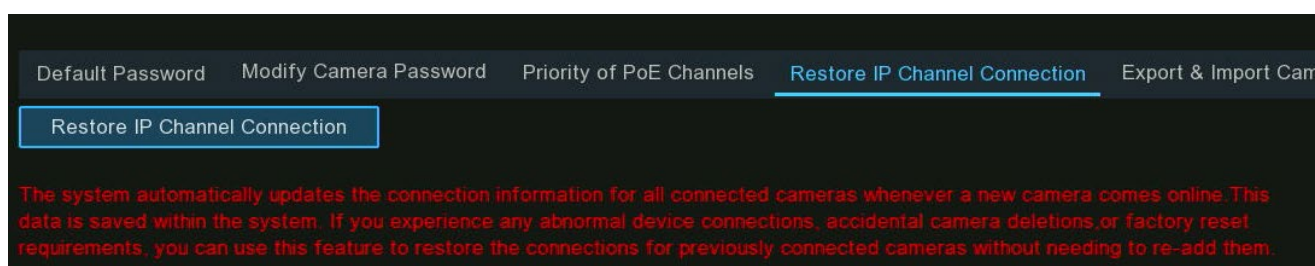 Default Password Modify Camera Password Priority of PoE Channels Restore IP Channel Connection Export & Import Cam
Restore IP Channel Connection
The system automatically updates the connection information for all connected cameras whenever a new camera comes online.This
data is saved within the system. If you experience any abnormal device connections, accidental camera deletions,or factory reset
requirements, you can use this feature to restore the connections for previously connected cameras without needing to re-add them.